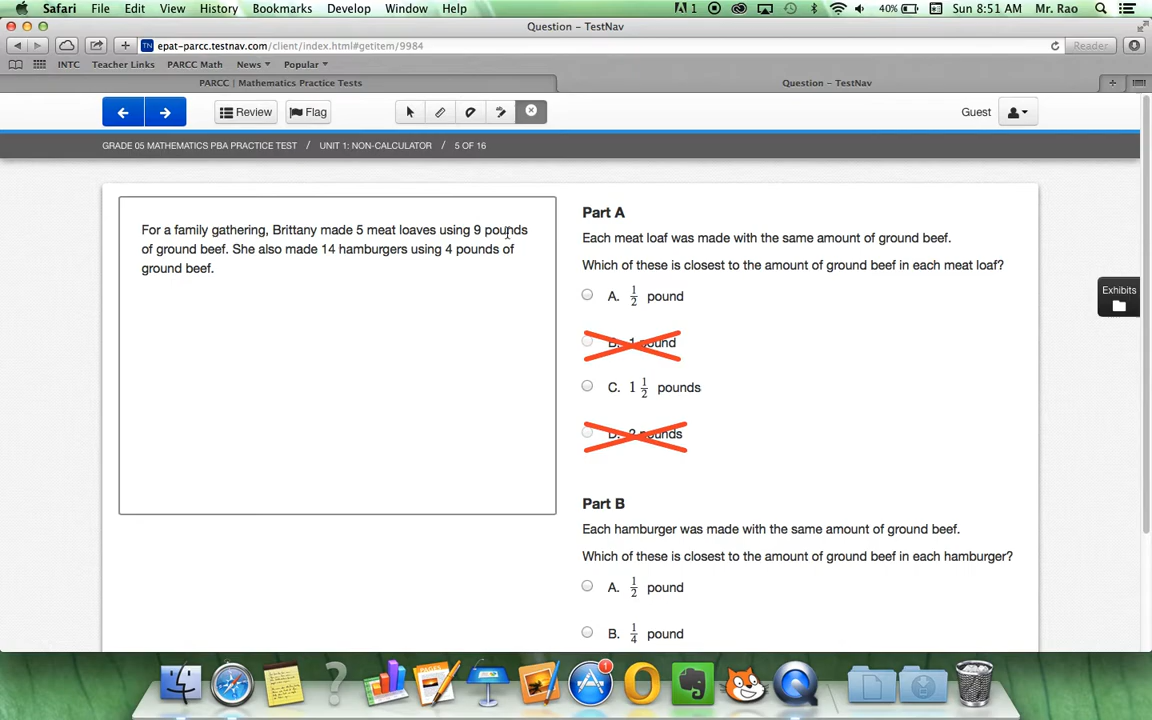 Safari File Edit View History Bookmarks Develop Window Help 1 40% Sun 8:51 AM Mr. Rao
Question – TestNav
epat-parcc.testnav.com/client/index.html#getitem/9984 Reader
INTC Teacher Links PARCC Math News Popular
PARCC | Mathematics Practice Tests Question – TestNav
Review Flag Guest
GRADE 05 MATHEMATICS PBA PRACTICE TEST / UNIT 1: NON-CALCULATOR / 5 OF 16
For a family gathering, Brittany made 5 meat loaves using 9 pounds
of ground beef. She also made 14 hamburgers using 4 pounds of
ground beef.
Part A
Each meat loaf was made with the same amount of ground beef.
Which of these is closest to the amount of ground beef in each meat loaf?
A. 1/2 pound
B. 1 pound
C. 1 1/2 pounds
D. 2 pounds
Part B
Each hamburger was made with the same amount of ground beef.
Which of these is closest to the amount of ground beef in each hamburger?
A. 1/2 pound
B. 1/4 pound
Exhibits
1